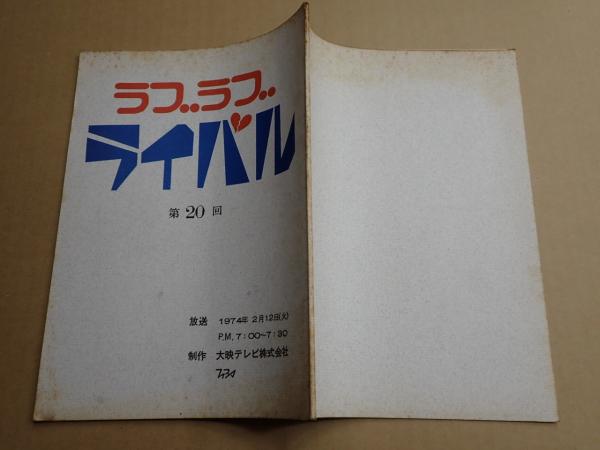 ラブ.ラブ.
ライバル
第20回
放送 1974年 2月12日(火)
P.M. 7:00~7:30
制作 大映テレビ株式会社